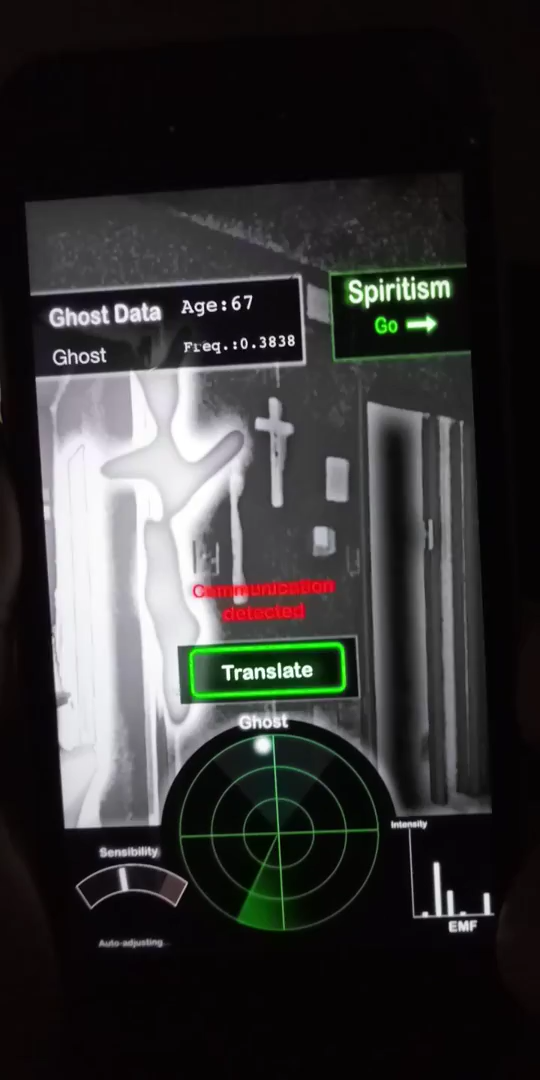 Ghost Data Age:67
Ghost Freq.:0.3838
Spiritism
Go
Communication
detected
Translate
Ghost
Sensibility
Auto-adjusting...
Intensity
EMF